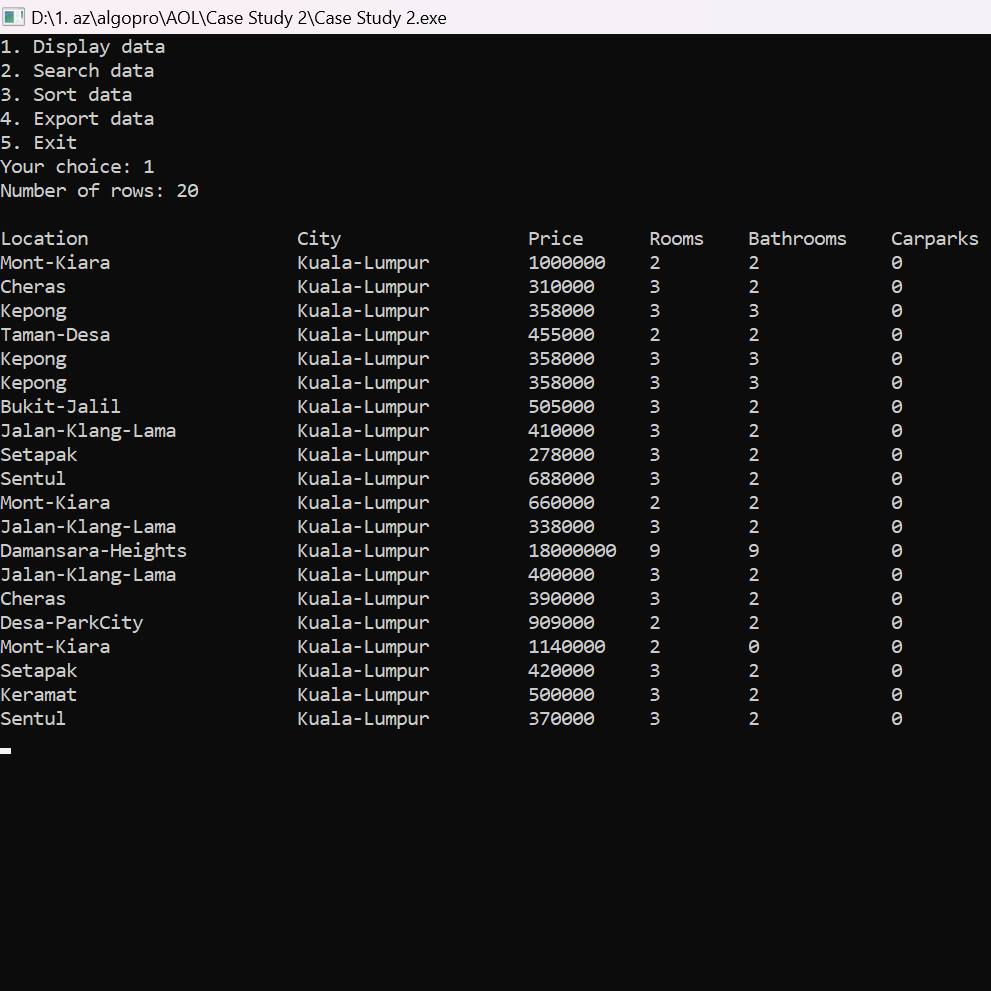 D:\1. az\algopro\AOL\Case Study 2\Case Study 2.exe
1. Display data
2. Search data
3. Sort data
4. Export data
5. Exit
Your choice: 1
Number of rows: 20
Location City Price Rooms Bathrooms Carparks
Mont-Kiara Kuala-Lumpur 1000000 2 2 0
Cheras Kuala-Lumpur 310000 3 2 0
Kepong Kuala-Lumpur 358000 3 3 0
Taman-Desa Kuala-Lumpur 455000 2 2 0
Kepong Kuala-Lumpur 358000 3 3 0
Kepong Kuala-Lumpur 358000 3 3 0
Bukit-Jalil Kuala-Lumpur 505000 3 2 0
Jalan-Klang-Lama Kuala-Lumpur 410000 3 2 0
Setapak Kuala-Lumpur 278000 3 2 0
Sentul Kuala-Lumpur 688000 3 2 0
Mont-Kiara Kuala-Lumpur 660000 2 2 0
Jalan-Klang-Lama Kuala-Lumpur 338000 3 2 0
Damansara-Heights Kuala-Lumpur 18000000 9 9 0
Jalan-Klang-Lama Kuala-Lumpur 400000 3 2 0
Cheras Kuala-Lumpur 390000 3 2 0
Desa-ParkCity Kuala-Lumpur 909000 2 2 0
Mont-Kiara Kuala-Lumpur 1140000 2 0 0
Setapak Kuala-Lumpur 420000 3 2 0
Keramat Kuala-Lumpur 500000 3 2 0
Sentul Kuala-Lumpur 370000 3 2 0